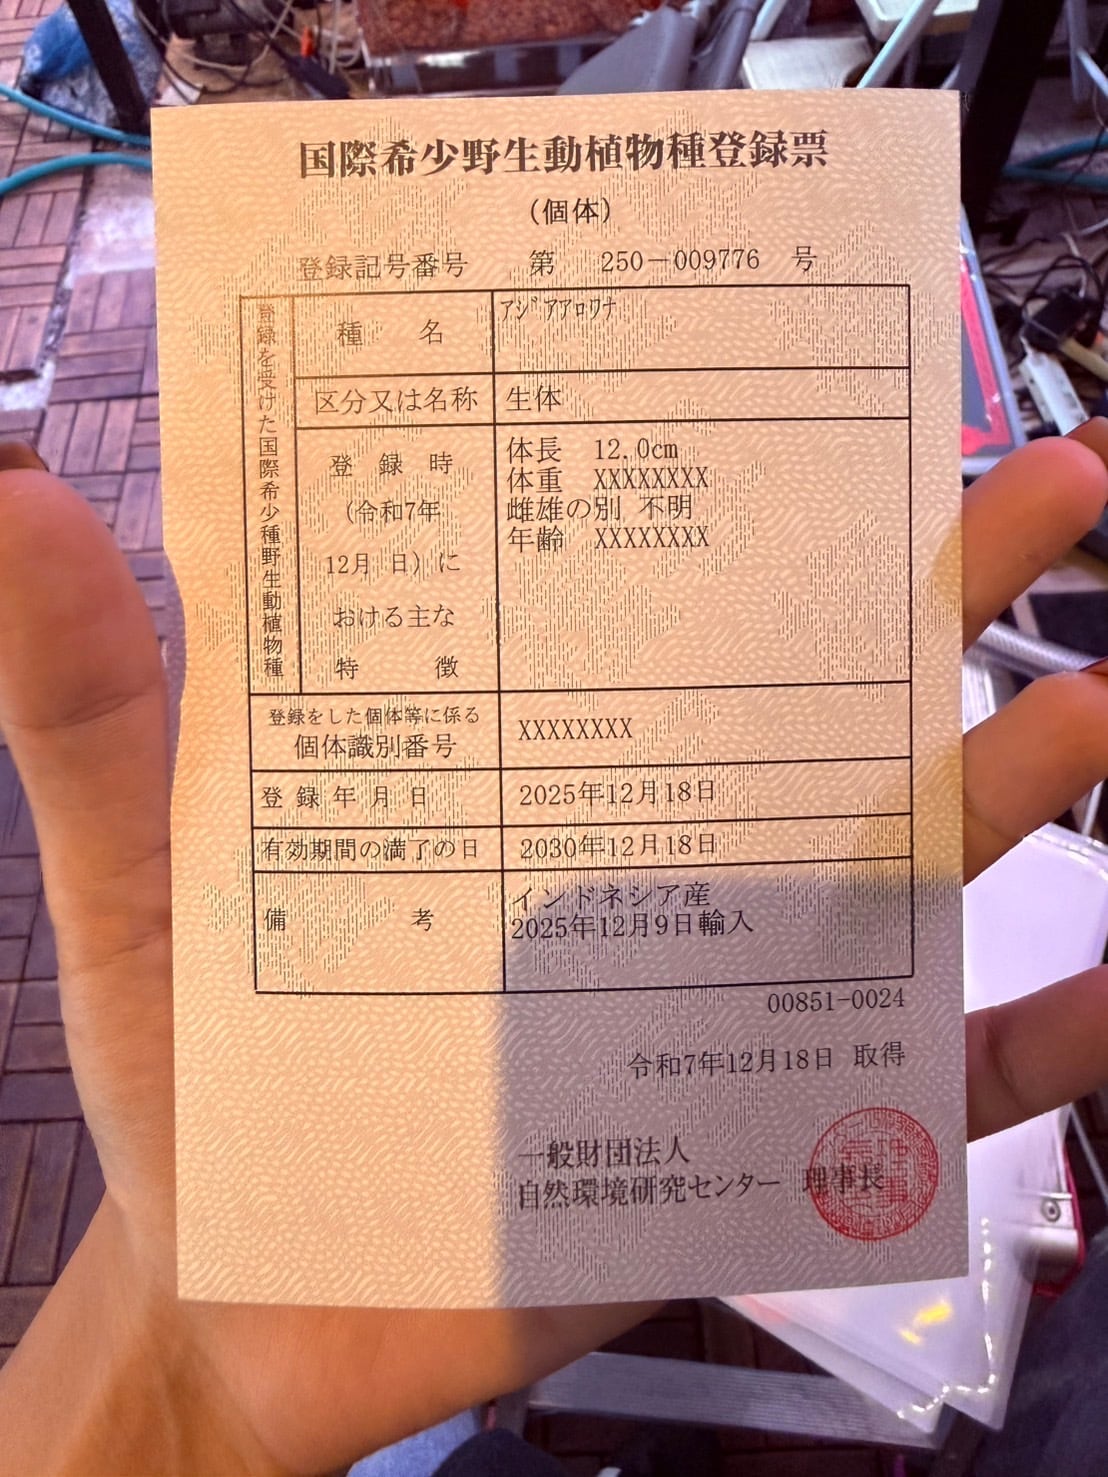 国際希少野生動植物種登録票
（個体）
登録記号番号 第 250－009776 号
登録を受けた国際希少種野生動植物種
種名 アジアアロワナ
区分又は名称 生体
登録時
（令和7年
12月 日）に
おける主な
特徴
体長 12.0cm
体重 XXXXXXXX
雌雄の別 不明
年齢 XXXXXXXX
登録をした個体等に係る
個体識別番号 XXXXXXXX
登録年月日 2025年12月18日
有効期間の満了の日 2030年12月18日
備考
インドネシア産
2025年12月9日輸入
00851-0024
令和7年12月18日 取得
一般財団法人
自然環境研究センター 理事長